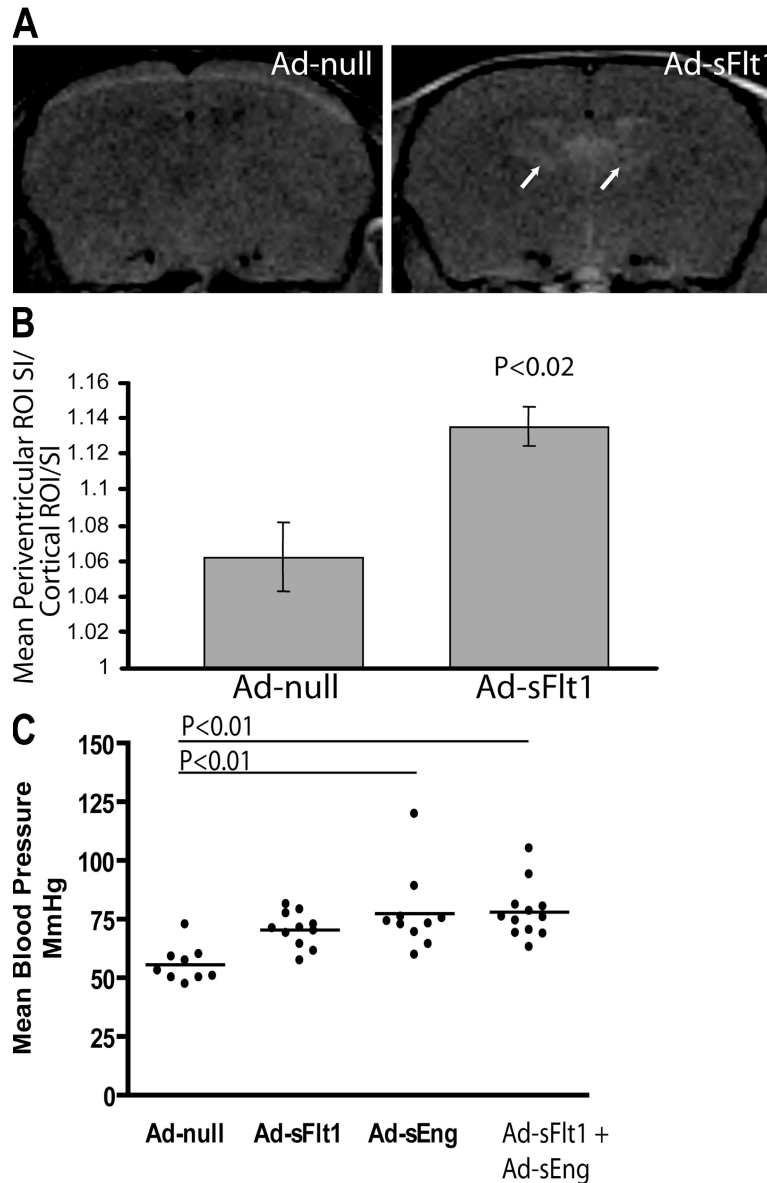 A
Ad-null
Ad-sFlt1
B
Mean Periventricular ROI SI/
Cortical ROI/SI
1.16
1.14
1.12
1.1
1.08
1.06
1.04
1.02
1
P<0.02
Ad-null
Ad-sFlt1
C
Mean Blood Pressure
MmHg
150
125
100
75
50
25
0
P<0.01
P<0.01
Ad-null
Ad-sFlt1
Ad-sEng
Ad-sFlt1 +
Ad-sEng